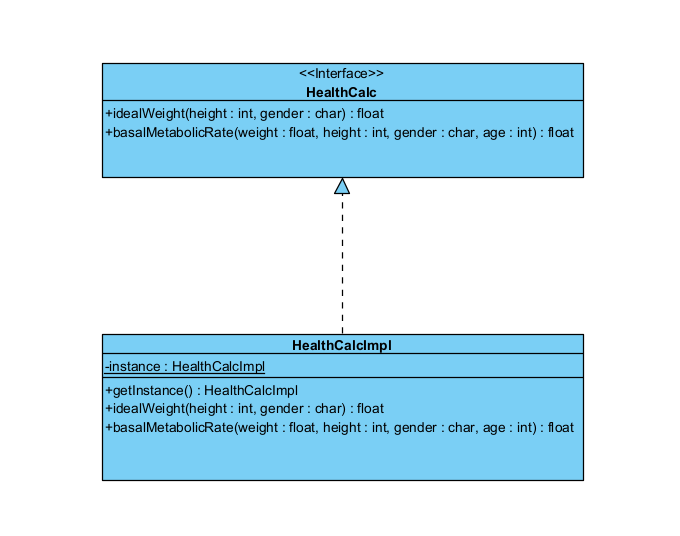 <<Interface>>
HealthCalc
+idealWeight(height : int, gender : char) : float
+basalMetabolicRate(weight : float, height : int, gender : char, age : int) : float
HealthCalcImpl
-instance : HealthCalcImpl
+getInstance() : HealthCalcImpl
+idealWeight(height : int, gender : char) : float
+basalMetabolicRate(weight : float, height : int, gender : char, age : int) : float